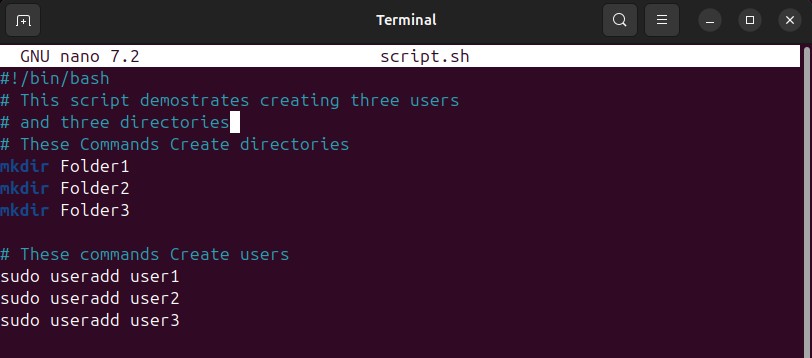 Terminal
GNU nano 7.2 script.sh
#!/bin/bash
# This script demostrates creating three users
# and three directories
# These Commands Create directories
mkdir Folder1
mkdir Folder2
mkdir Folder3
# These commands Create users
sudo useradd user1
sudo useradd user2
sudo useradd user3